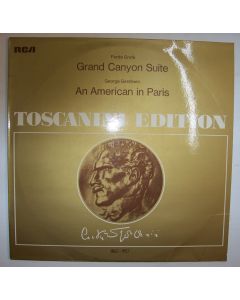 RCA
Ferde Grofé
Grand Canyon Suite
George Gershwin
An American in Paris
TOSCANINI EDITION